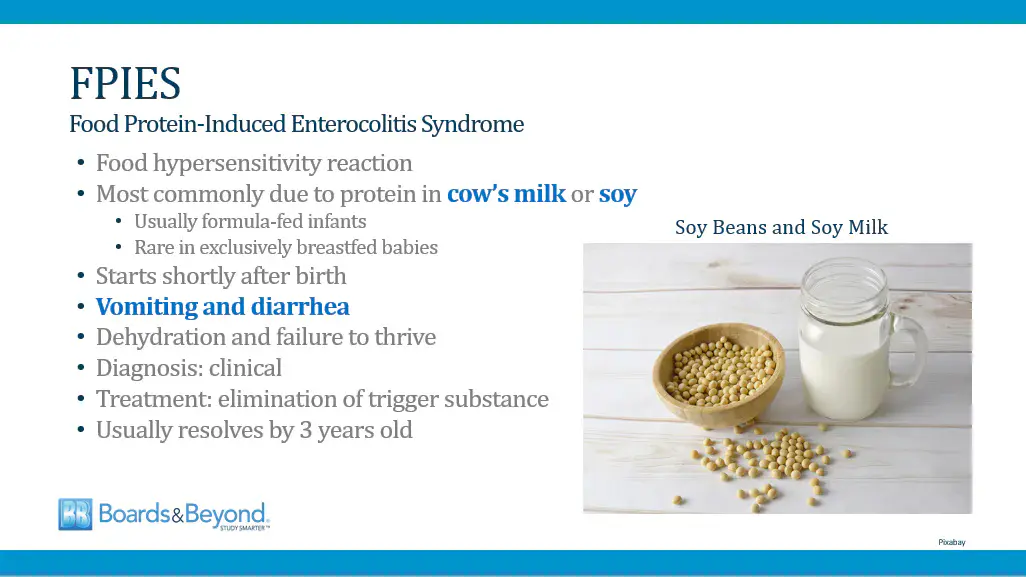 FPIES
Food Protein-Induced Enterocolitis Syndrome
• Food hypersensitivity reaction
• Most commonly due to protein in cow's milk or soy
• Usually formula-fed infants
• Rare in exclusively breastfed babies
• Starts shortly after birth
• Vomiting and diarrhea
• Dehydration and failure to thrive
• Diagnosis: clinical
• Treatment: elimination of trigger substance
• Usually resolves by 3 years old
Soy Beans and Soy Milk
BB Boards&Beyond®
STUDY SMARTER™
Pixabay